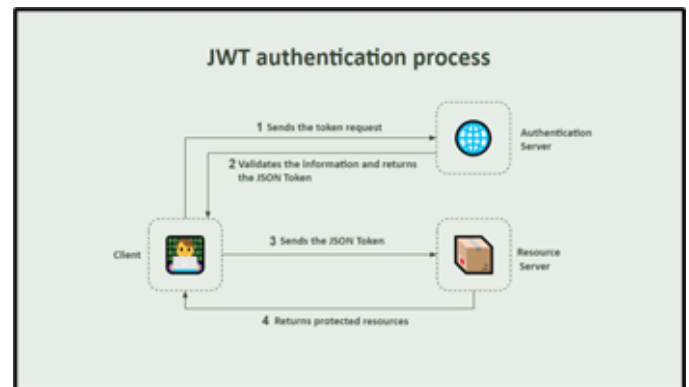 JWT authentication process
1 Sends the token request
Authentication
Server
2 Validates the information and returns
the JSON Token
Client
3 Sends the JSON Token
Resource
Server
4 Returns protected resources